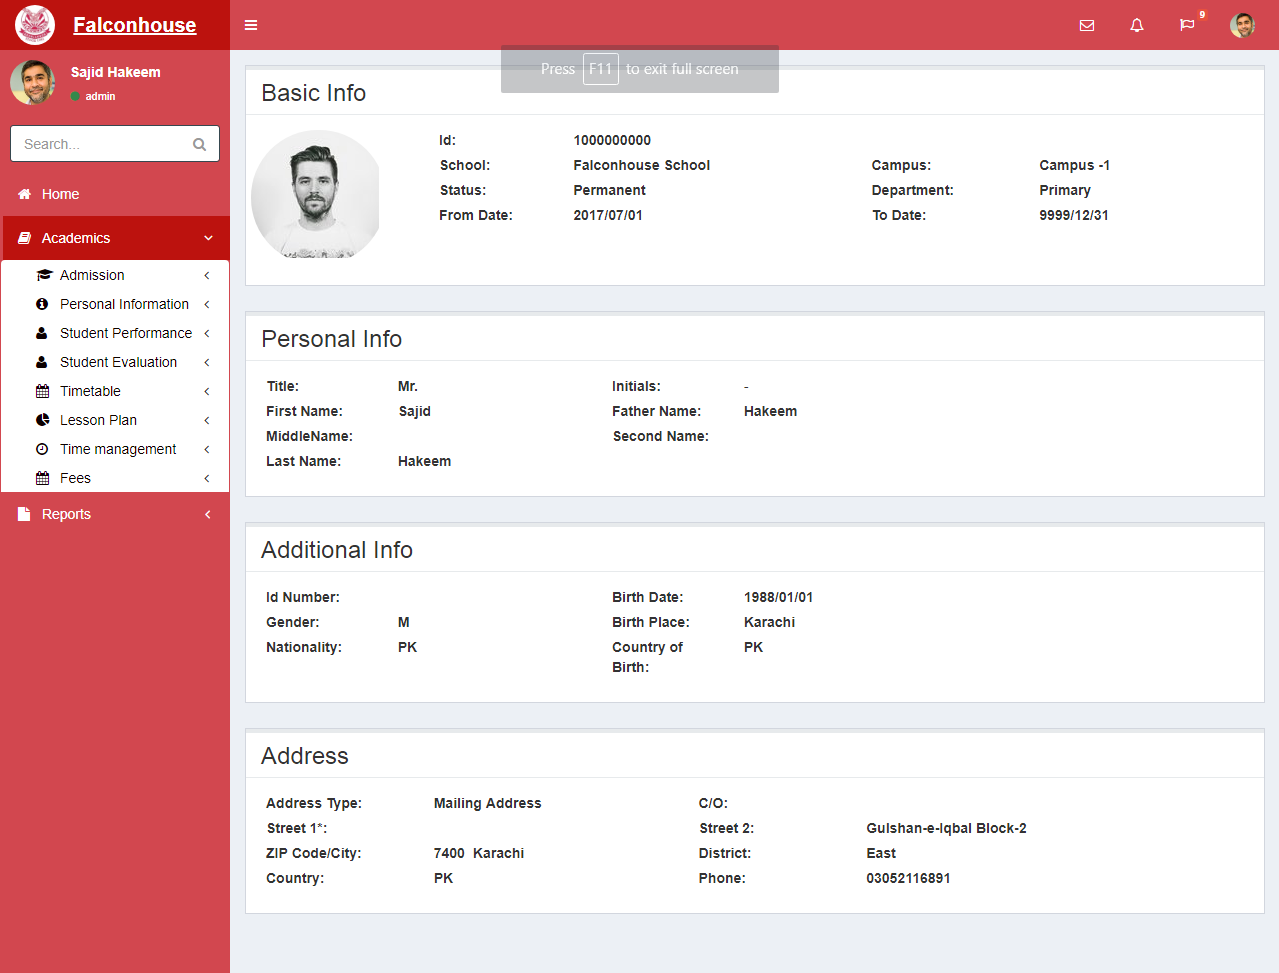 Falconhouse
9
Sajid Hakeem
admin
Search...
Home
Academics
Admission
Personal Information
Student Performance
Student Evaluation
Timetable
Lesson Plan
Time management
Fees
Reports
Press F11 to exit full screen
Basic Info
Id: 1000000000
School: Falconhouse School Campus: Campus -1
Status: Permanent Department: Primary
From Date: 2017/07/01 To Date: 9999/12/31
Personal Info
Title: Mr. Initials: -
First Name: Sajid Father Name: Hakeem
MiddleName: Second Name:
Last Name: Hakeem
Additional Info
Id Number: Birth Date: 1988/01/01
Gender: M Birth Place: Karachi
Nationality: PK Country of Birth: PK
Address
Address Type: Mailing Address C/O:
Street 1*: Street 2: Gulshan-e-Iqbal Block-2
ZIP Code/City: 7400 Karachi District: East
Country: PK Phone: 03052116891